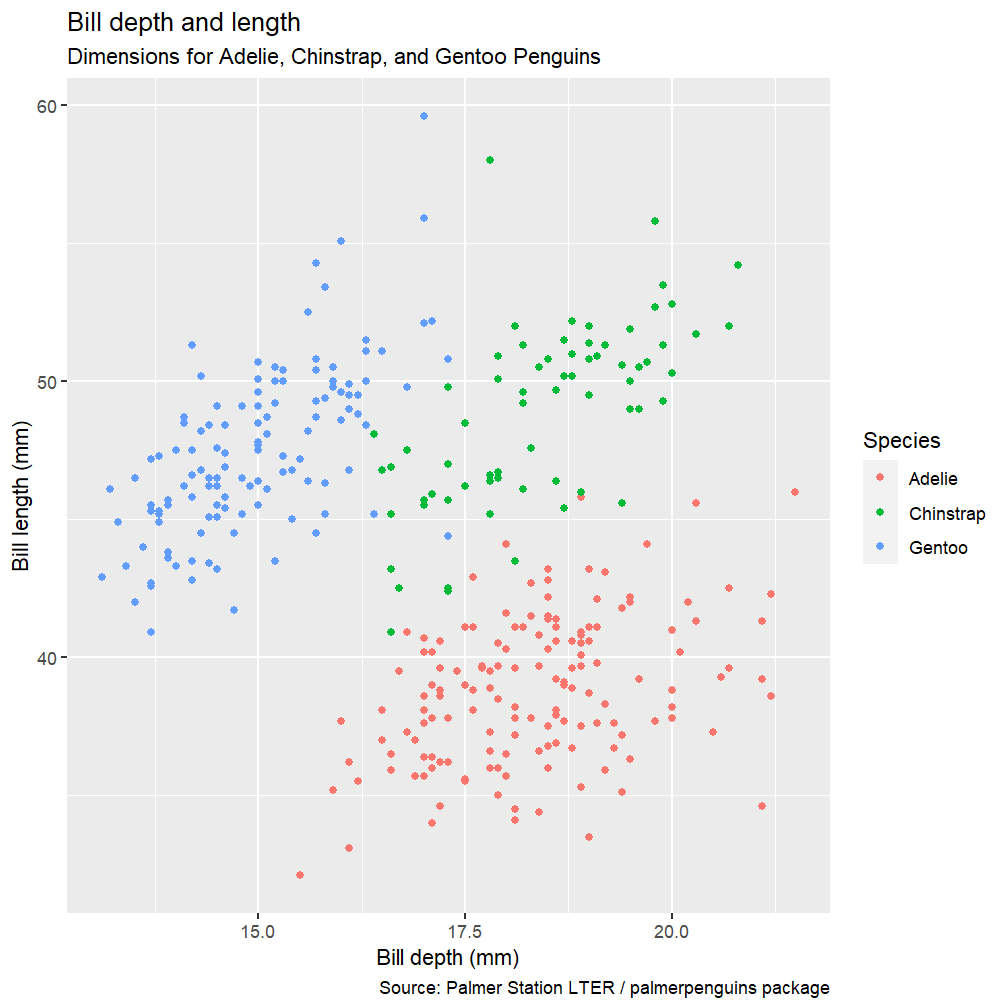 Bill depth and length
Dimensions for Adelie, Chinstrap, and Gentoo Penguins
60
50
40
Bill length (mm)
15.0 17.5 20.0
Bill depth (mm)
Source: Palmer Station LTER / palmerpenguins package
Species
Adelie
Chinstrap
Gentoo